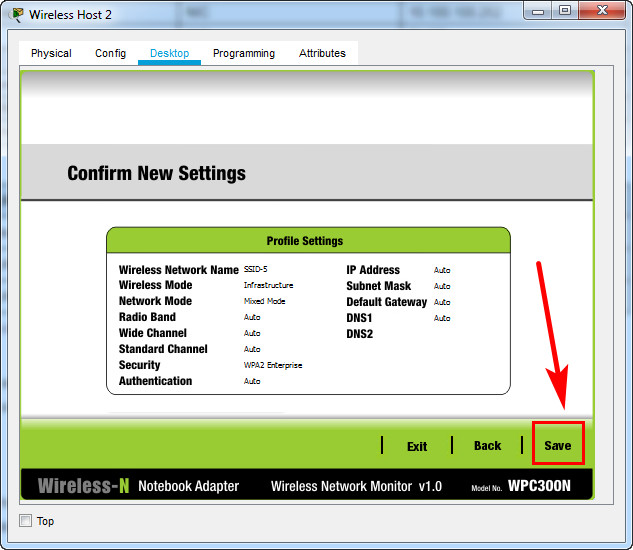 Wireless Host 2
Physical Config Desktop Programming Attributes
Confirm New Settings
Profile Settings
Wireless Network Name SSID-5 IP Address Auto
Wireless Mode Infrastructure Subnet Mask Auto
Network Mode Mixed Mode Default Gateway Auto
Radio Band Auto DNS1 Auto
Wide Channel Auto DNS2
Standard Channel Auto
Security WPA2 Enterprise
Authentication Auto
Exit Back Save
Wireless-N Notebook Adapter Wireless Network Monitor v1.0 Model No. WPC300N
Top